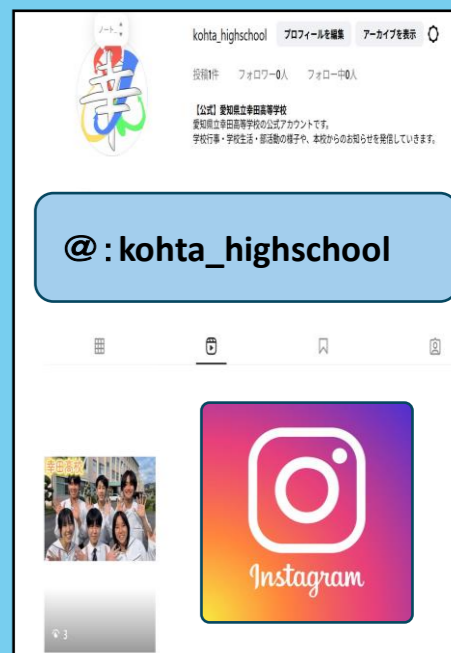 ノート...
幸
kohta_highschool プロフィールを編集 アーカイブを表示
投稿1件 フォロワー0人 フォロー中0人
【公式】愛知県立幸田高等学校
愛知県立幸田高等学校の公式アカウントです。
学校行事・学校生活・部活動の様子や、本校からのお知らせを発信していきます。
@:kohta_highschool
幸田高校
Instagram
3